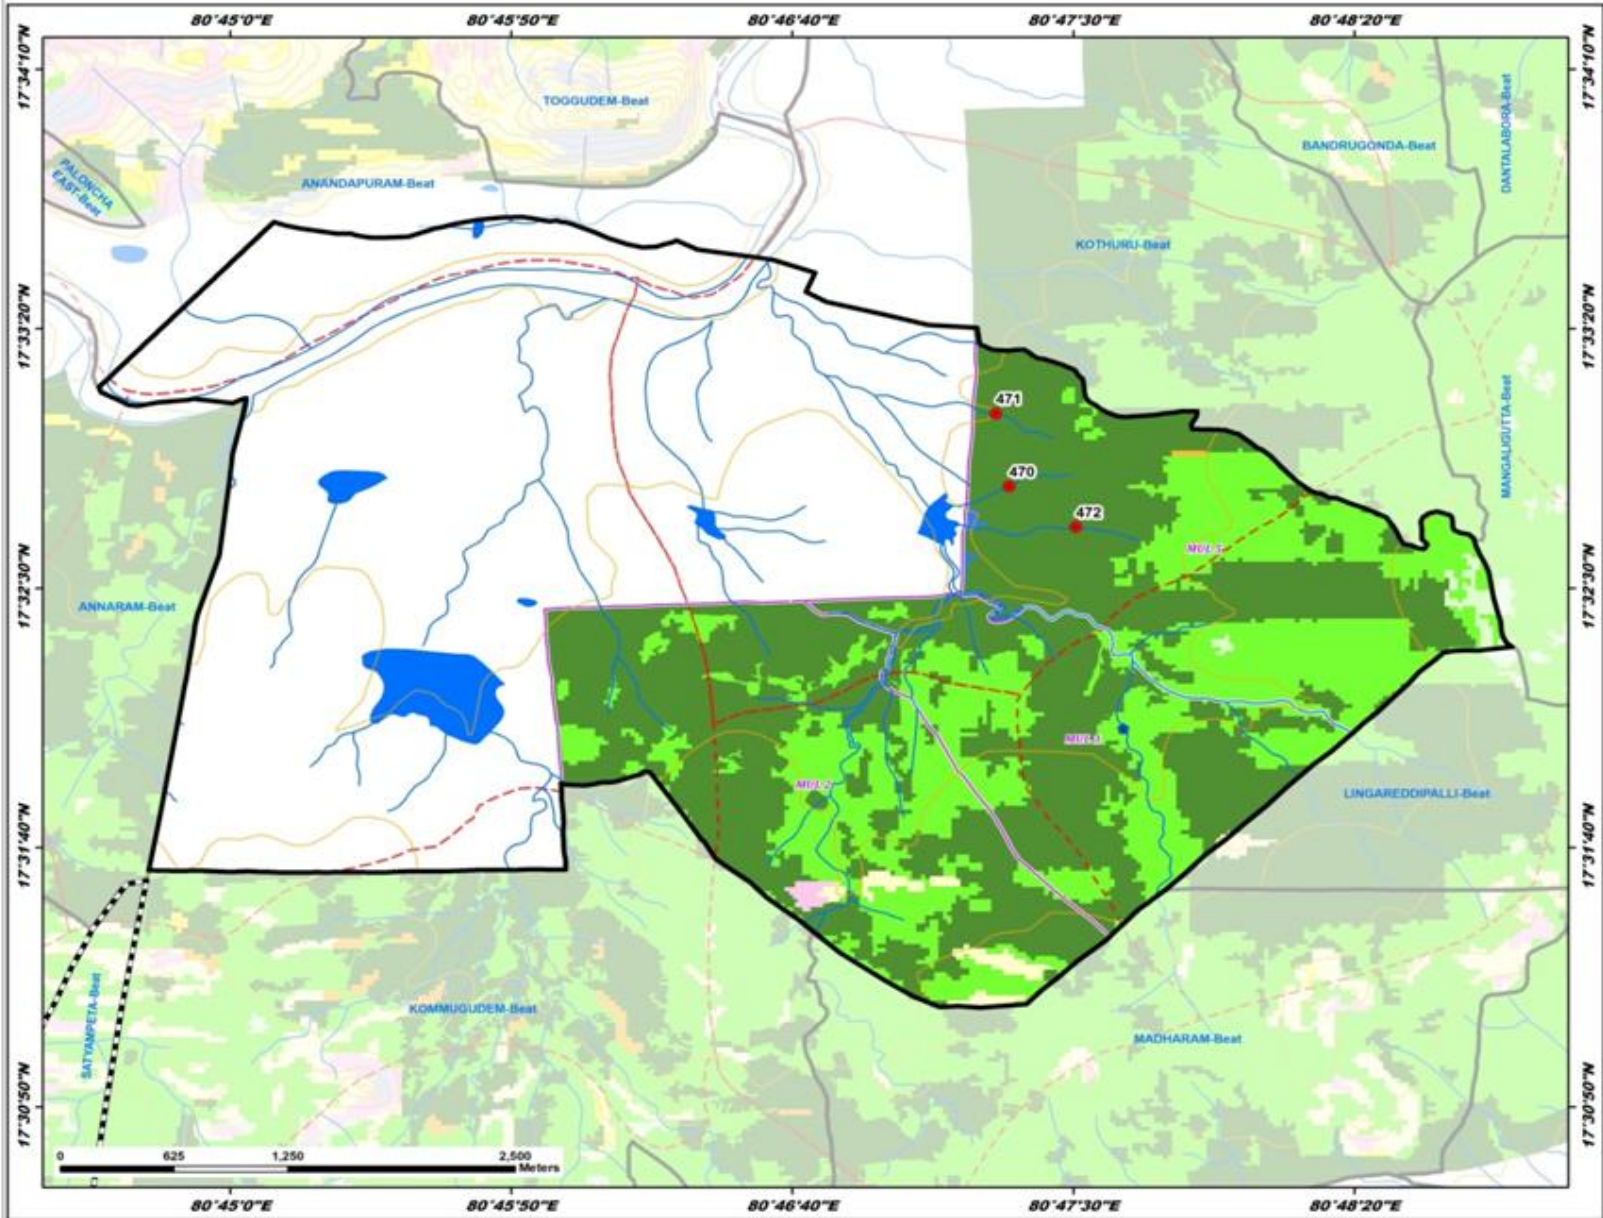 80°45'0"E 80°45'50"E 80°46'40"E 80°47'30"E 80°48'20"E
17°34'10"N
17°34'10"N
TOGGUDEM-Beat
DANTALABORA-Beat
BANDRUGONDA-Beat
PALONCHA
EAST-Beat
ANANDAPURAM-Beat
KOTHURU-Beat
17°33'20"N
17°33'20"N
471
MANGALIGUTTA-Beat
470
472
MUL 5
17°32'30"N
17°32'30"N
ANNARAM-Beat
MUL 2
LINGAREDDIPALLI-Beat
17°31'40"N
17°31'40"N
SATYAMPETA-Beat
KOMMUGUDEM-Beat
MADHARAM-Beat
17°30'50"N
17°30'50"N
0 625 1,250 2,500
Meters
80°45'0"E 80°45'50"E 80°46'40"E 80°47'30"E 80°48'20"E